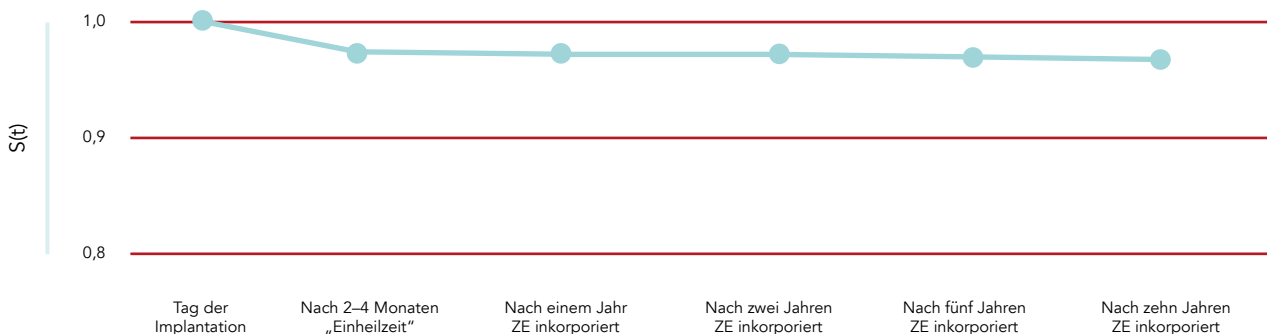 1,0
0,9
S(t)
0,8
Tag der
Implantation
Nach 2–4 Monaten
„Einheilzeit“
Nach einem Jahr
ZE inkorporiert
Nach zwei Jahren
ZE inkorporiert
Nach fünf Jahren
ZE inkorporiert
Nach zehn Jahren
ZE inkorporiert